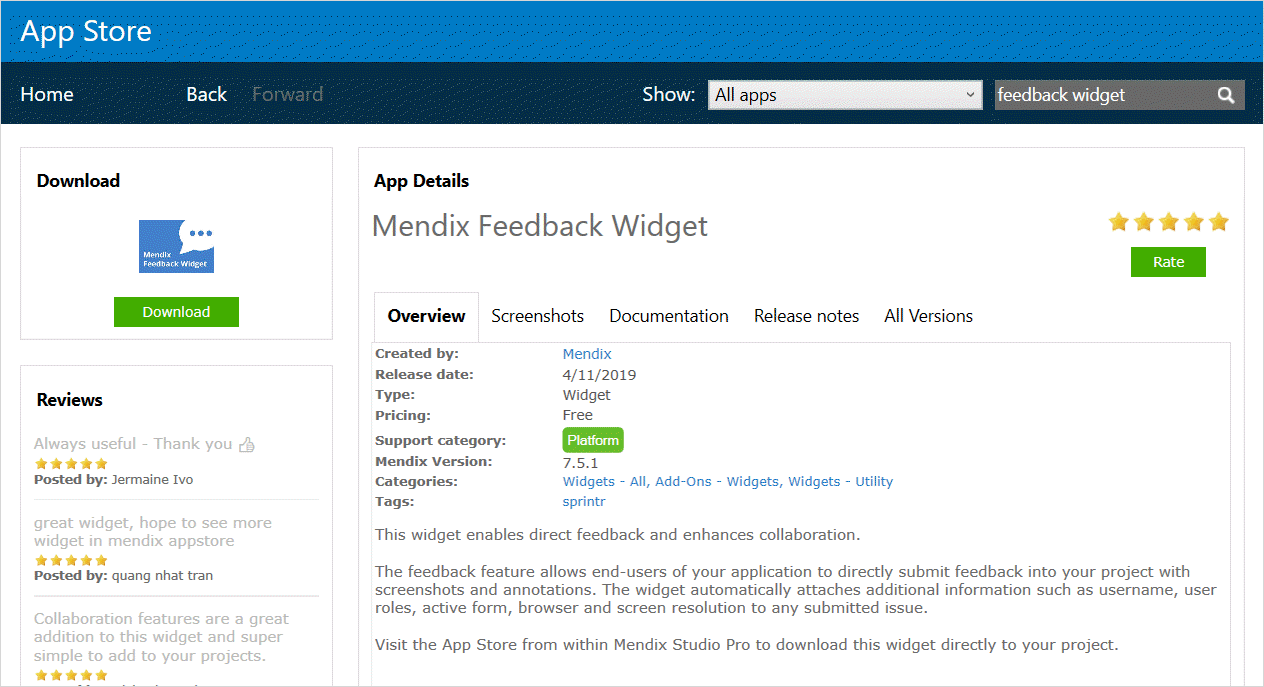 App Store
Home Back Forward Show: All apps feedback widget
Download
Mendix
Feedback Widget
Download
Reviews
Always useful - Thank you
Posted by: Jermaine Ivo
great widget, hope to see more
widget in mendix appstore
Posted by: quang nhat tran
Collaboration features are a great
addition to this widget and super
simple to add to your projects.
App Details
Mendix Feedback Widget
Rate
Overview Screenshots Documentation Release notes All Versions
Created by: Mendix
Release date: 4/11/2019
Type: Widget
Pricing: Free
Support category: Platform
Mendix Version: 7.5.1
Categories: Widgets - All, Add-Ons - Widgets, Widgets - Utility
Tags: sprintr
This widget enables direct feedback and enhances collaboration.
The feedback feature allows end-users of your application to directly submit feedback into your project with
screenshots and annotations. The widget automatically attaches additional information such as username, user
roles, active form, browser and screen resolution to any submitted issue.
Visit the App Store from within Mendix Studio Pro to download this widget directly to your project.